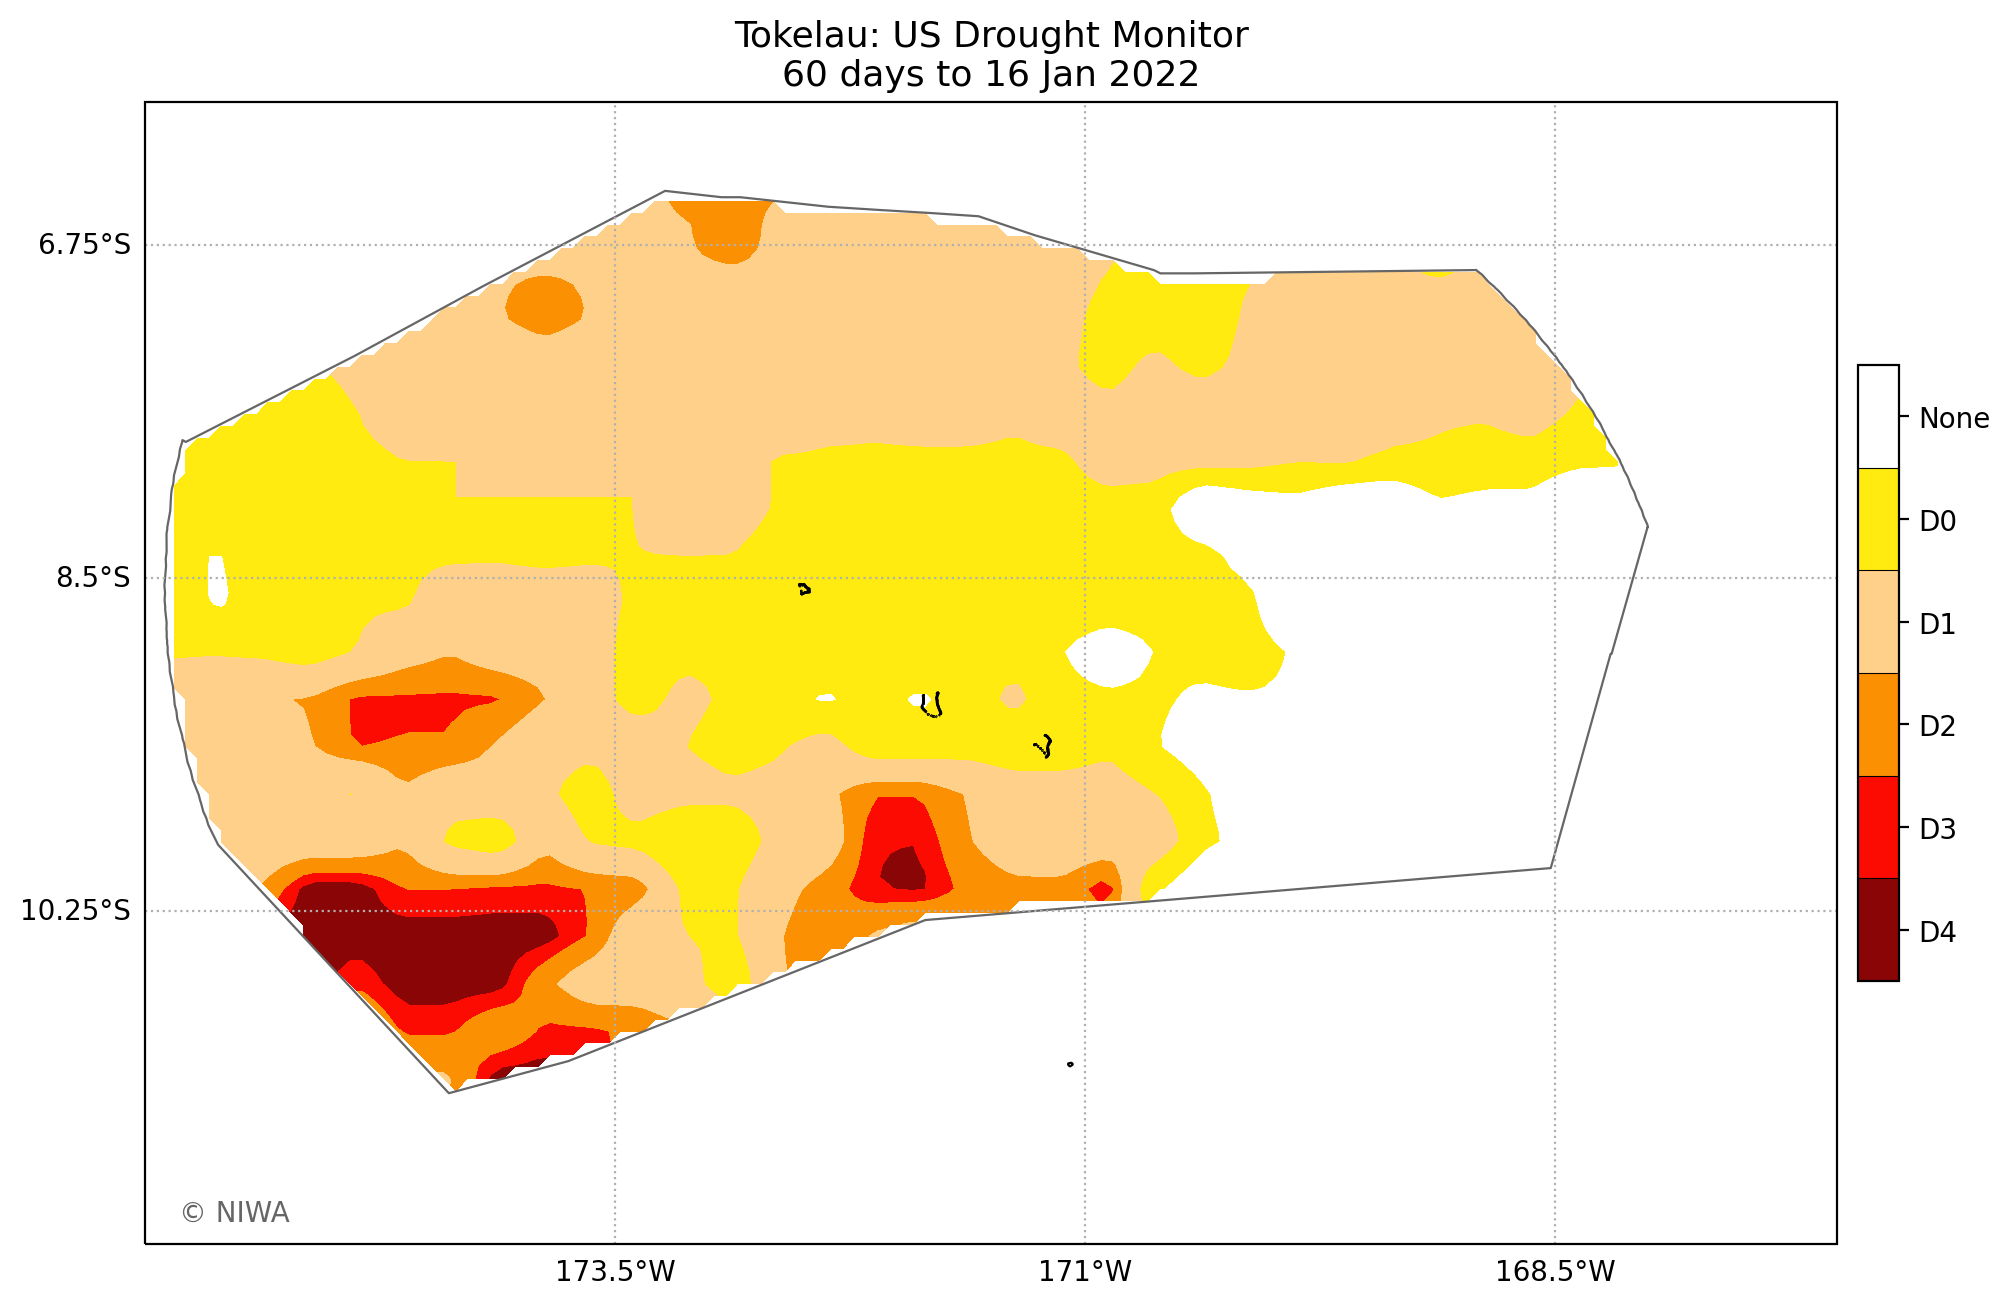 Tokelau: US Drought Monitor
60 days to 16 Jan 2022
6.75°S
8.5°S
10.25°S
173.5°W
171°W
168.5°W
None
D0
D1
D2
D3
D4
© NIWA